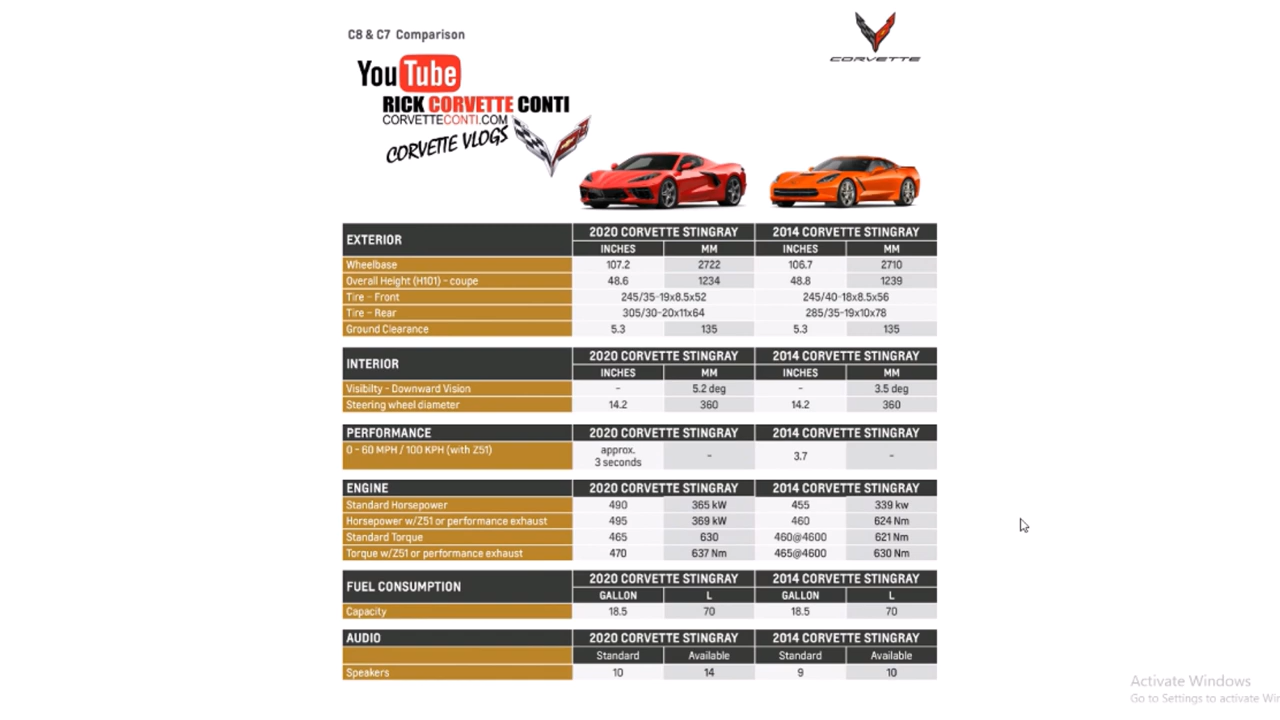 C8 & C7 Comparison
CORVETTE
YouTube
RICK CORVETTE CONTI
CORVETTECONTI.COM
CORVETTE VLOGS
EXTERIOR 2020 CORVETTE STINGRAY 2014 CORVETTE STINGRAY
INCHES MM INCHES MM
Wheelbase 107.2 2722 106.7 2710
Overall Height (H101) - coupe 48.6 1234 48.8 1239
Tire - Front 245/35-19x8.5x52 245/40-18x8.5x56
Tire - Rear 305/30-20x11x64 285/35-19x10x78
Ground Clearance 5.3 135 5.3 135
INTERIOR 2020 CORVETTE STINGRAY 2014 CORVETTE STINGRAY
INCHES MM INCHES MM
Visibilty - Downward Vision - 5.2 deg - 3.5 deg
Steering wheel diameter 14.2 360 14.2 360
PERFORMANCE 2020 CORVETTE STINGRAY 2014 CORVETTE STINGRAY
0 - 60 MPH / 100 KPH (with Z51) approx. 3 seconds - 3.7 -
ENGINE 2020 CORVETTE STINGRAY 2014 CORVETTE STINGRAY
Standard Horsepower 490 365 kW 455 339 kw
Horsepower w/Z51 or performance exhaust 495 369 kW 460 624 Nm
Standard Torque 465 630 460@4600 621 Nm
Torque w/Z51 or performance exhaust 470 637 Nm 465@4600 630 Nm
FUEL CONSUMPTION 2020 CORVETTE STINGRAY 2014 CORVETTE STINGRAY
GALLON L GALLON L
Capacity 18.5 70 18.5 70
AUDIO 2020 CORVETTE STINGRAY 2014 CORVETTE STINGRAY
Standard Available Standard Available
Speakers 10 14 9 10
Activate Windows
Go to Settings to activate Wi